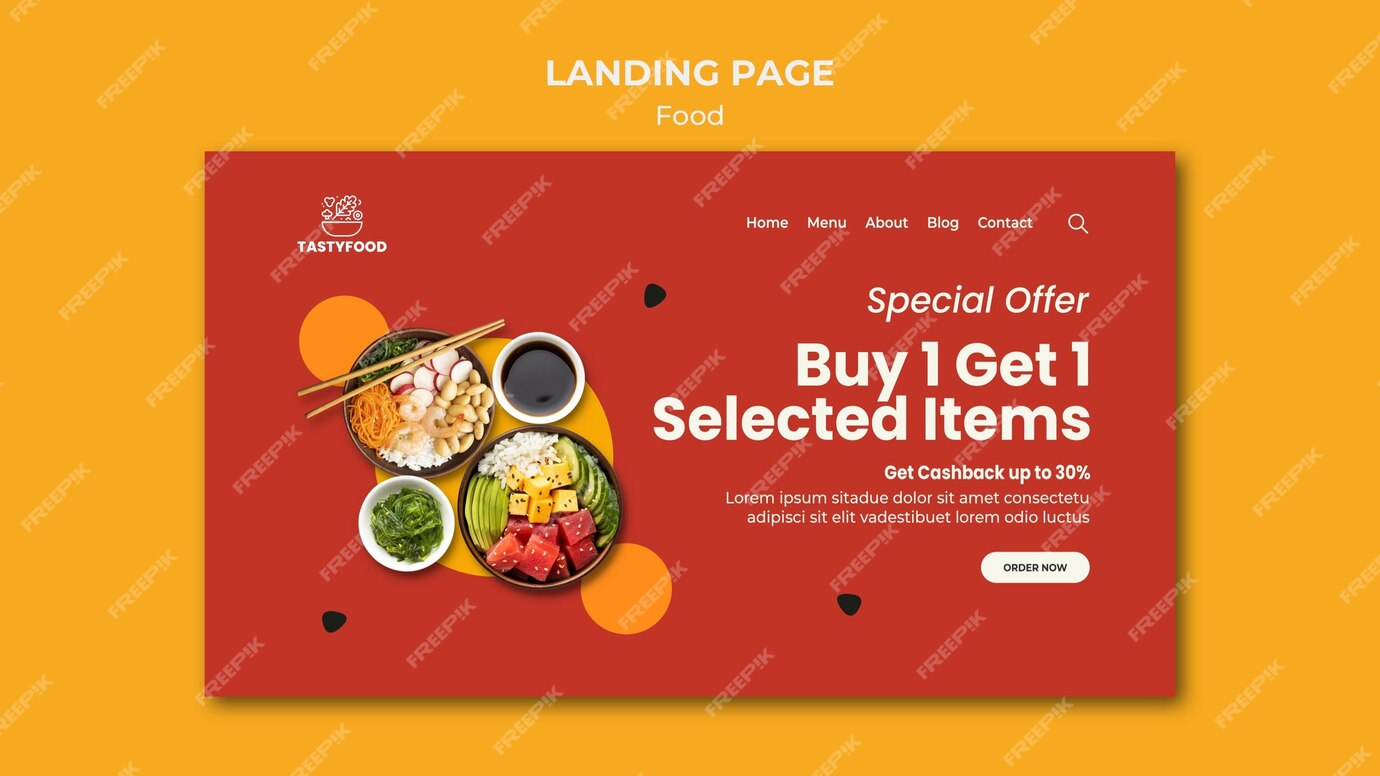 LANDING PAGE
Food
TASTYFOOD
Home Menu About Blog Contact
Special Offer
Buy 1 Get 1
Selected Items
Get Cashback up to 30%
Lorem ipsum sitadue dolor sit amet consectetu
adipisci sit elit vadestibuet lorem odio luctus
ORDER NOW
FREEPIK